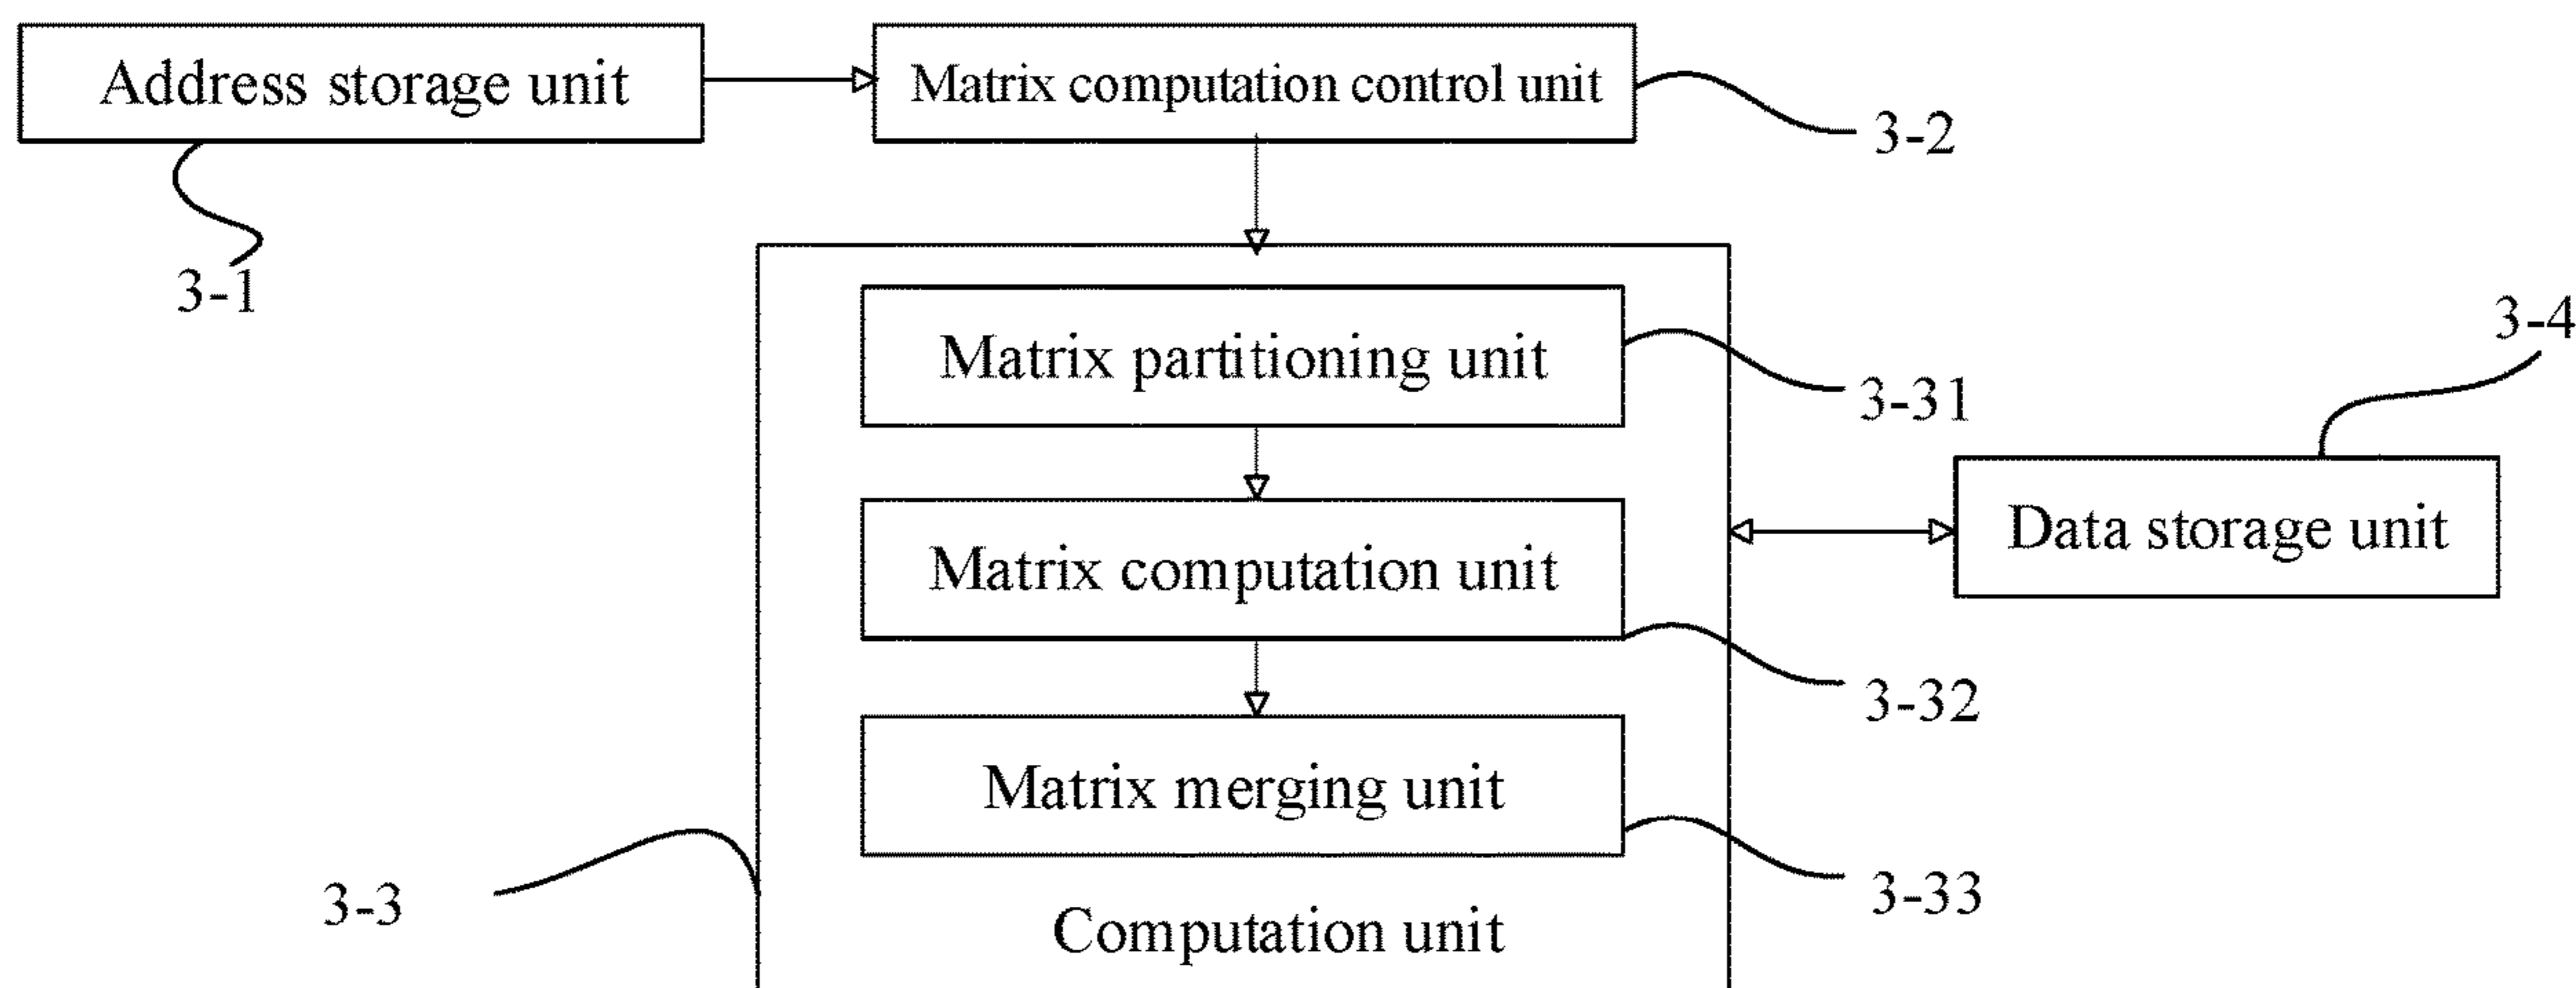 Address storage unit
Matrix computation control unit
3-2
3-1
Matrix partitioning unit
3-31
3-4
Data storage unit
Matrix computation unit
3-32
Matrix merging unit
3-33
3-3
Computation unit